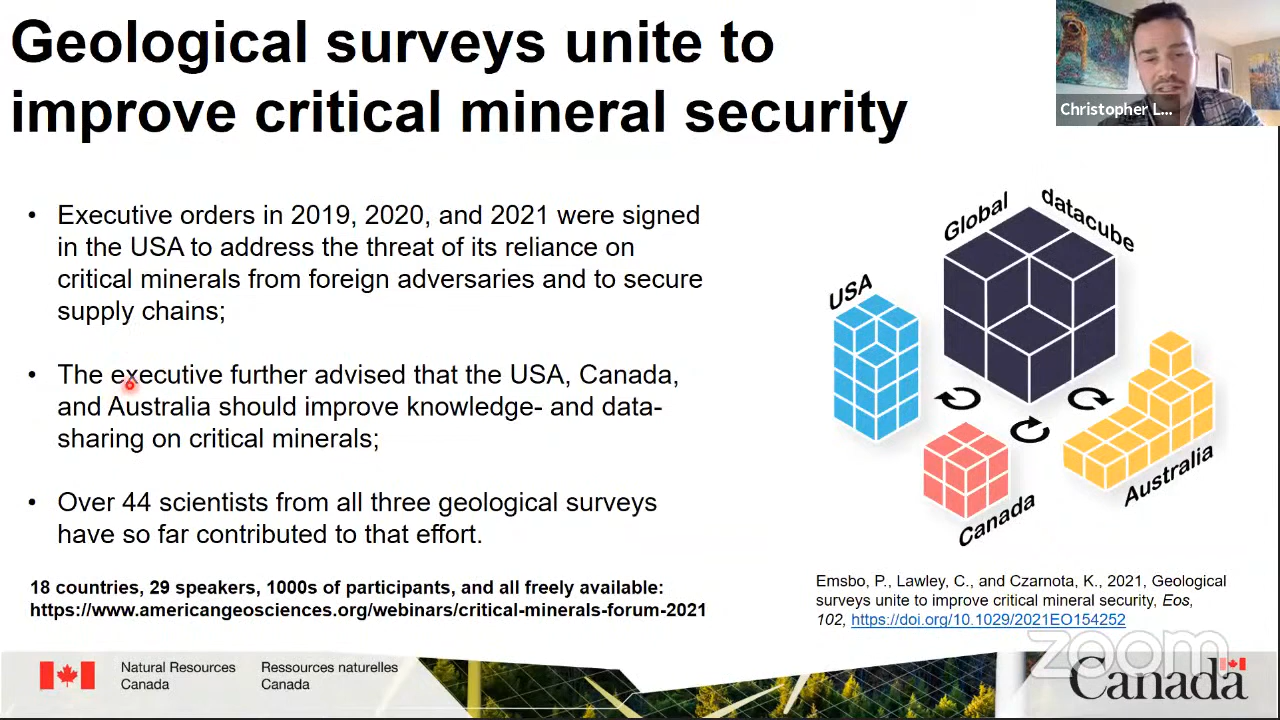 Geological surveys unite to
improve critical mineral security
Christopher L...
• Executive orders in 2019, 2020, and 2021 were signed
in the USA to address the threat of its reliance on
critical minerals from foreign adversaries and to secure
supply chains;
• The executive further advised that the USA, Canada,
and Australia should improve knowledge- and data-
sharing on critical minerals;
• Over 44 scientists from all three geological surveys
have so far contributed to that effort.
18 countries, 29 speakers, 1000s of participants, and all freely available:
https://www.americangeosciences.org/webinars/critical-minerals-forum-2021
Global datacube
USA
Canada
Australia
Emsbo, P., Lawley, C., and Czarnota, K., 2021, Geological
surveys unite to improve critical mineral security, Eos,
102, https://doi.org/10.1029/2021EO154252
zoom
Natural Resources
Canada
Ressources naturelles
Canada
Canada